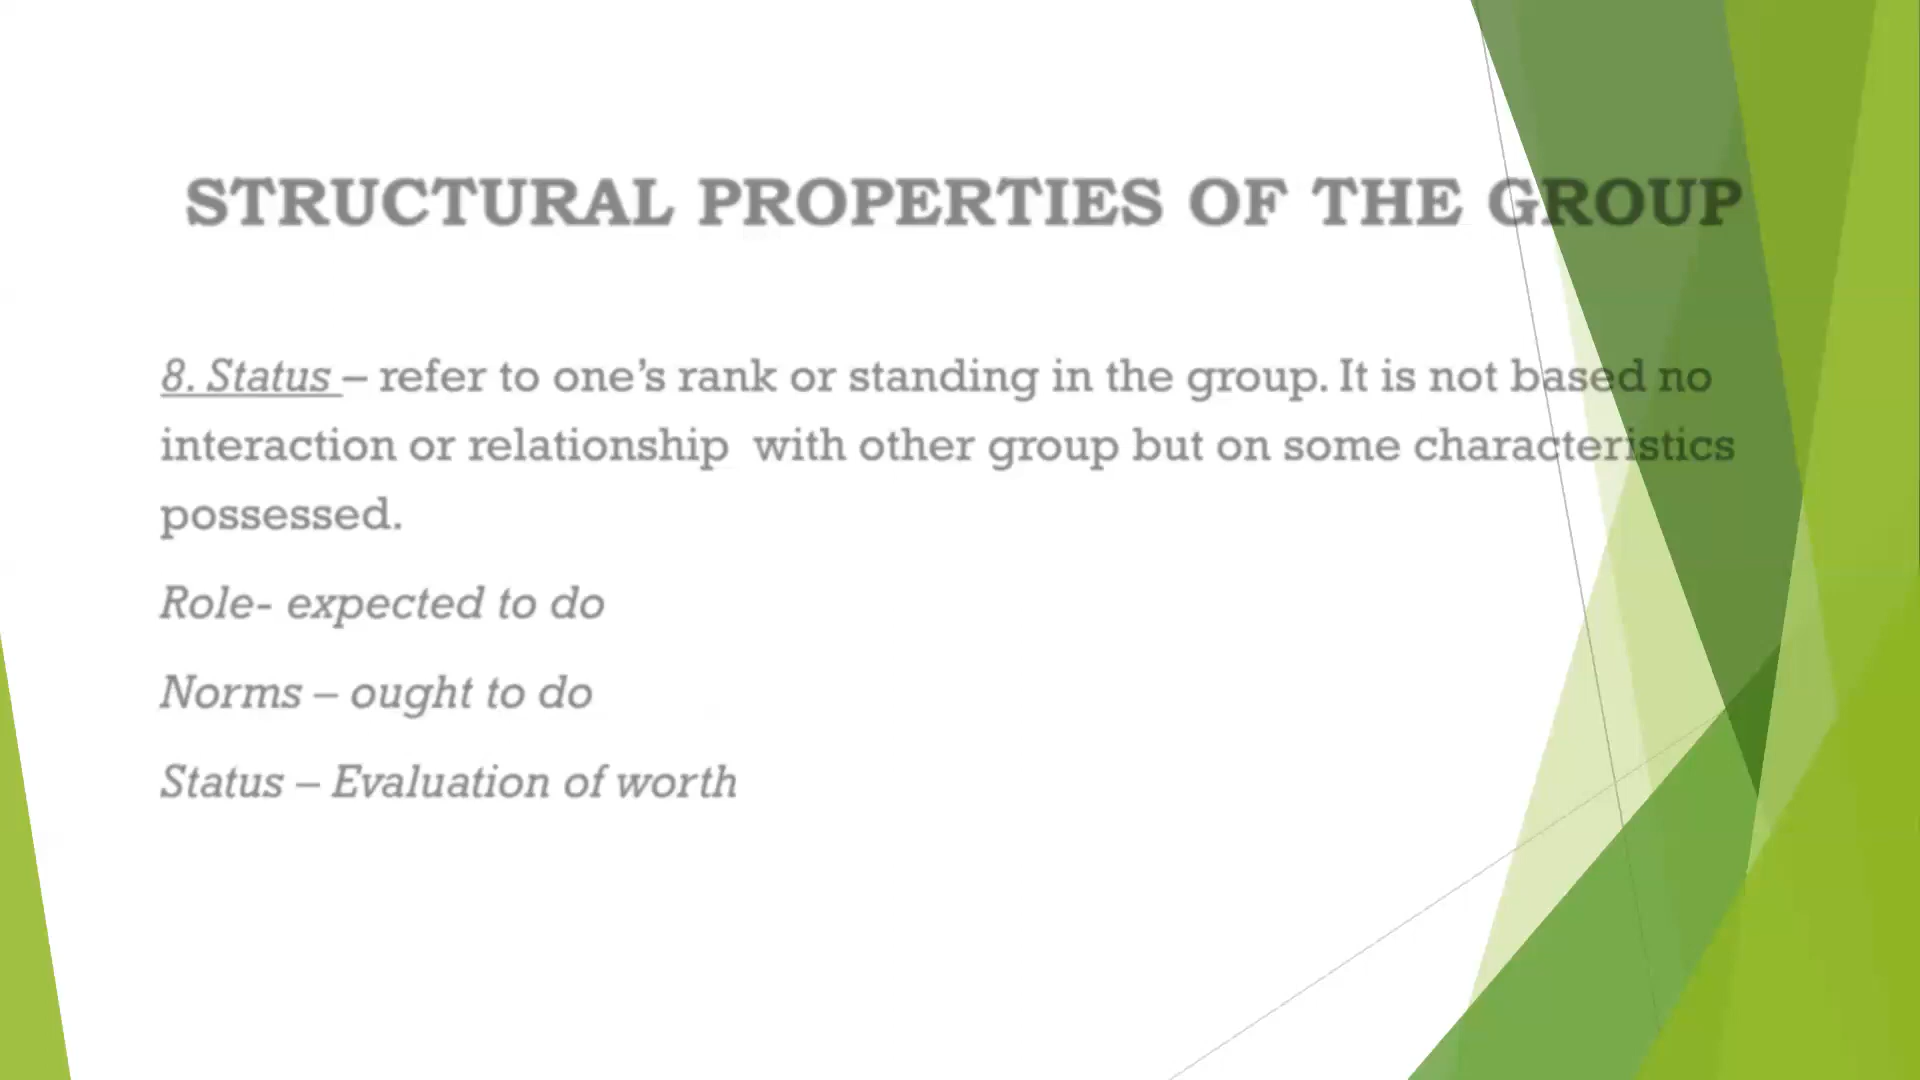 STRUCTURAL PROPERTIES OF THE GROUP
8. Status – refer to one’s rank or standing in the group. It is not based no
interaction or relationship with other group but on some characteristics
possessed.
Role- expected to do
Norms – ought to do
Status – Evaluation of worth